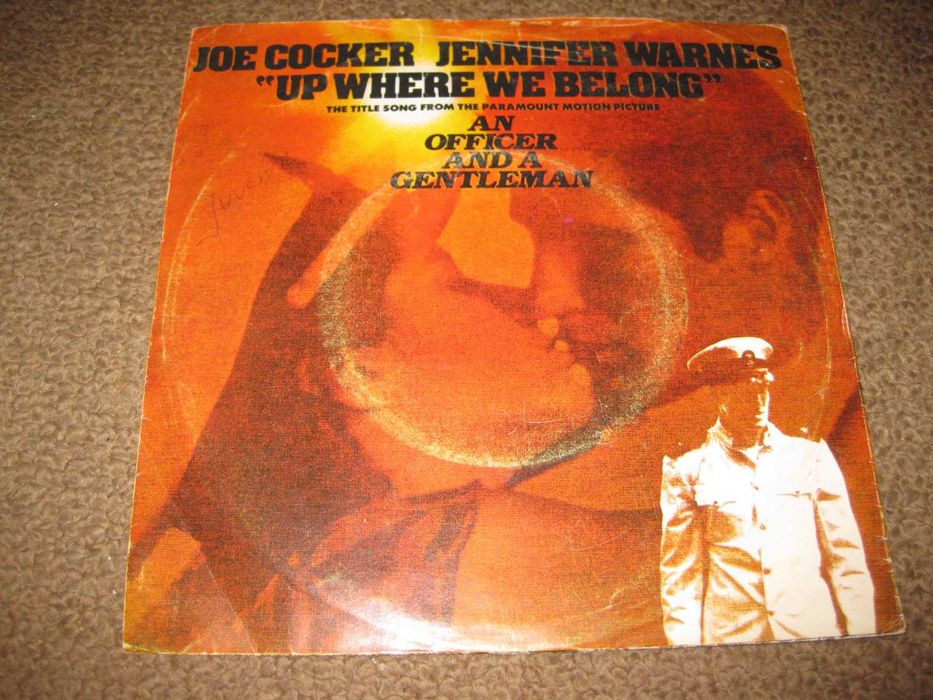 JOE COCKER JENNIFER WARNES
“UP WHERE WE BELONG”
THE TITLE SONG FROM THE PARAMOUNT MOTION PICTURE
AN
OFFICER
AND A
GENTLEMAN